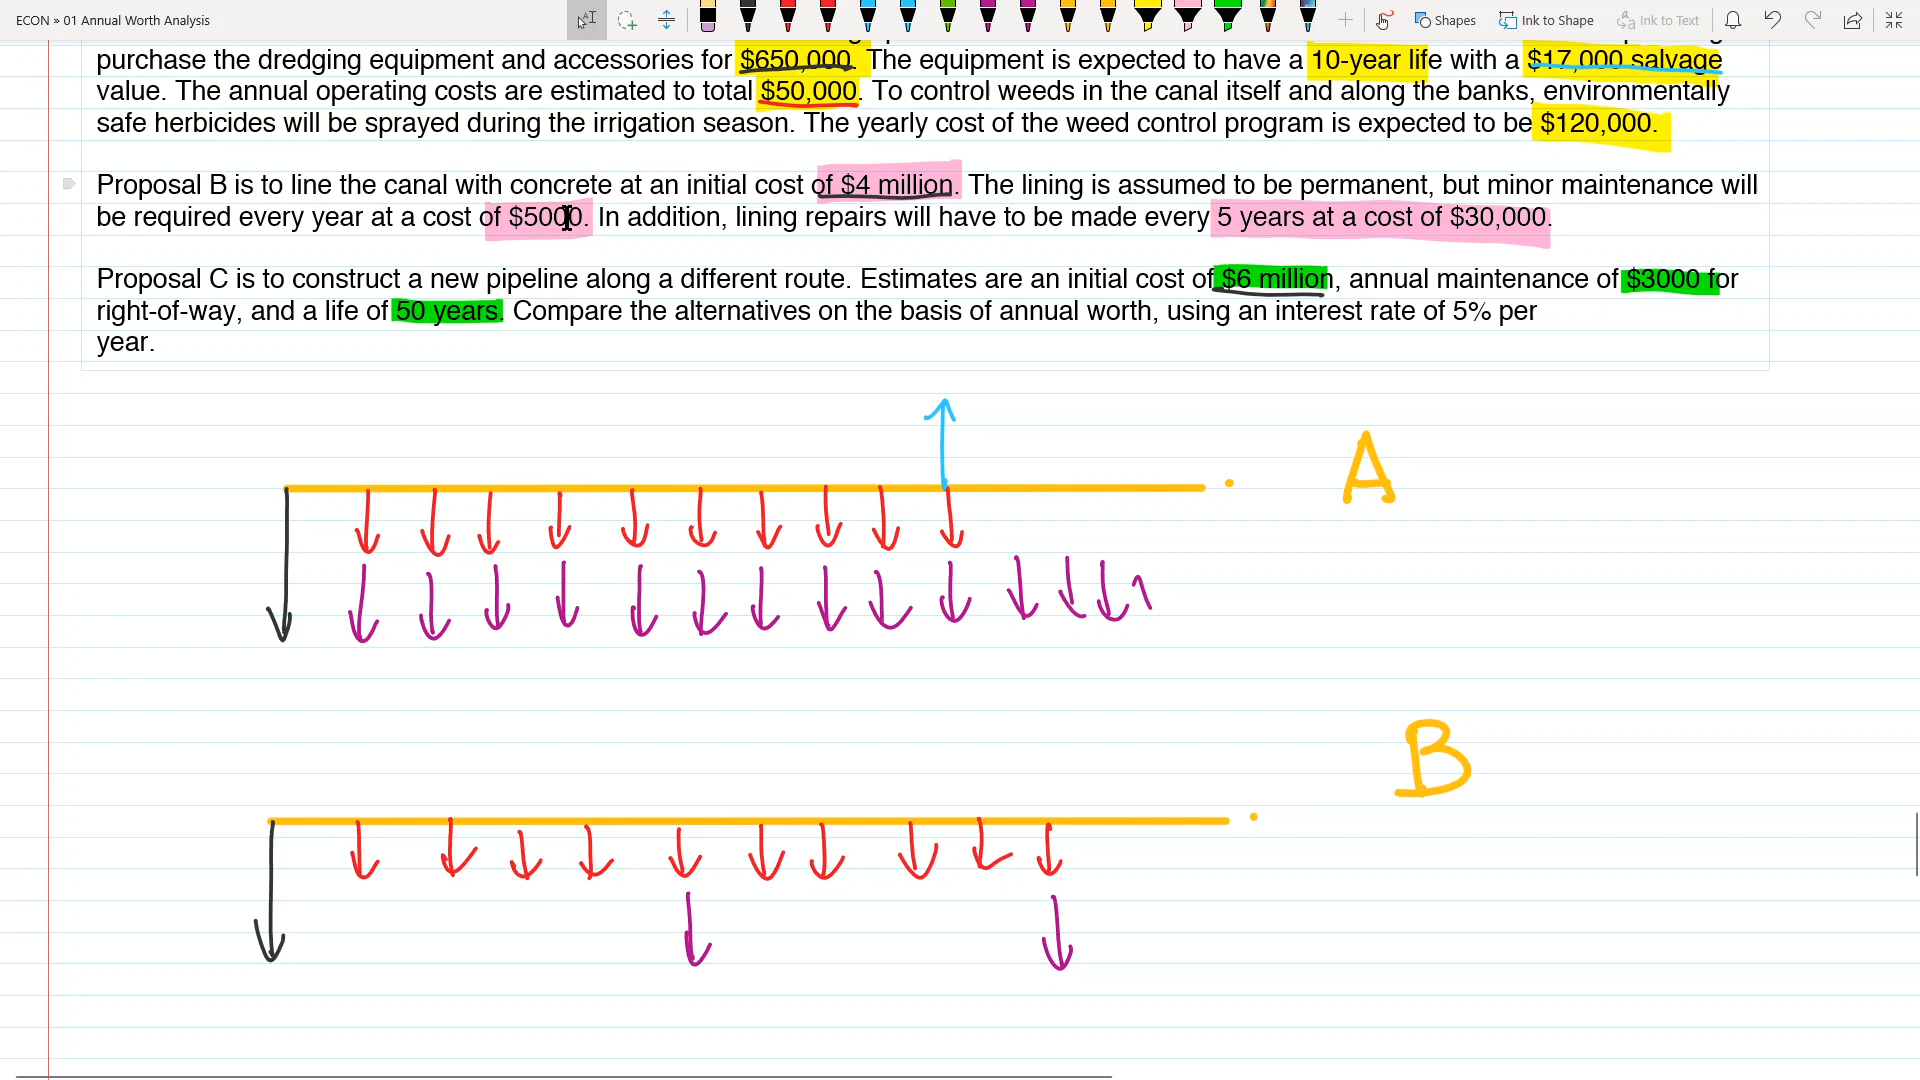 ECON » 01 Annual Worth Analysis
Shapes
Ink to Shape
Ink to Text
purchase the dredging equipment and accessories for $650,000. The equipment is expected to have a 10-year life with a $17,000 salvage
value. The annual operating costs are estimated to total $50,000. To control weeds in the canal itself and along the banks, environmentally
safe herbicides will be sprayed during the irrigation season. The yearly cost of the weed control program is expected to be $120,000.
Proposal B is to line the canal with concrete at an initial cost of $4 million. The lining is assumed to be permanent, but minor maintenance will
be required every year at a cost of $5000. In addition, lining repairs will have to be made every 5 years at a cost of $30,000.
Proposal C is to construct a new pipeline along a different route. Estimates are an initial cost of $6 million, annual maintenance of $3000 for
right-of-way, and a life of 50 years. Compare the alternatives on the basis of annual worth, using an interest rate of 5% per
year.
A
B